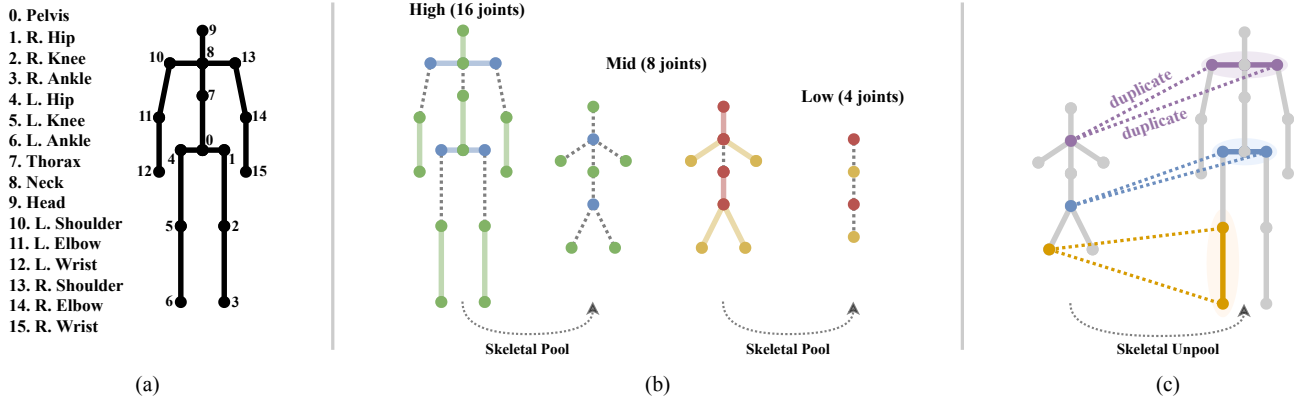 0. Pelvis
1. R. Hip
2. R. Knee
3. R. Ankle
4. L. Hip
5. L. Knee
6. L. Ankle
7. Thorax
8. Neck
9. Head
10. L. Shoulder
11. L. Elbow
12. L. Wrist
13. R. Shoulder
14. R. Elbow
15. R. Wrist
9
10 8 13
7
11 14
0
4 1
12 15
5 2
6 3
(a)
High (16 joints)
Mid (8 joints)
Low (4 joints)
Skeletal Pool
Skeletal Pool
(b)
duplicate
duplicate
Skeletal Unpool
(c)